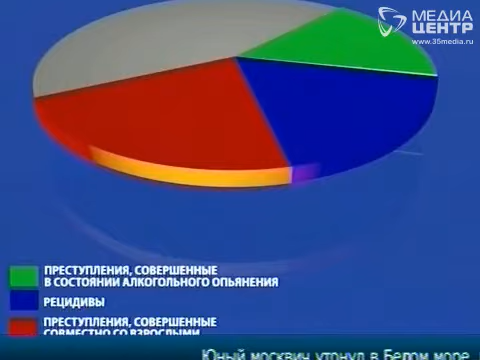 МЕДИА
ЦЕНТР
www.35media.ru
ПРЕСТУПЛЕНИЯ, СОВЕРШЕННЫЕ
В СОСТОЯНИИ АЛКОГОЛЬНОГО ОПЬЯНЕНИЯ
РЕЦИДИВЫ
ПРЕСТУПЛЕНИЯ, СОВЕРШЕННЫЕ
СОВМЕСТНО СО ВЗРОСЛЫМИ
Юный москвич утонул в Белом море